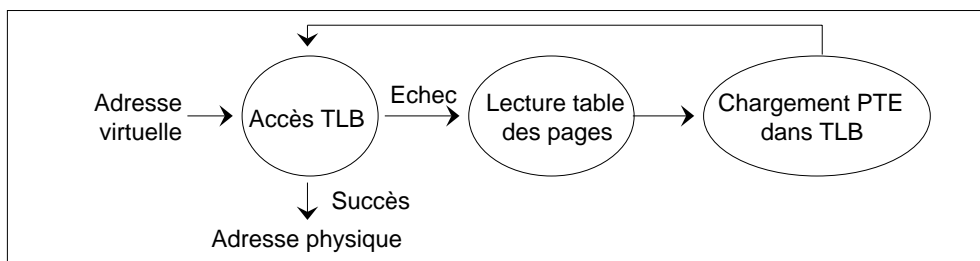 Adresse
virtuelle
Accès TLB
Echec
Lecture table
des pages
Chargement PTE
dans TLB
Succès
Adresse physique